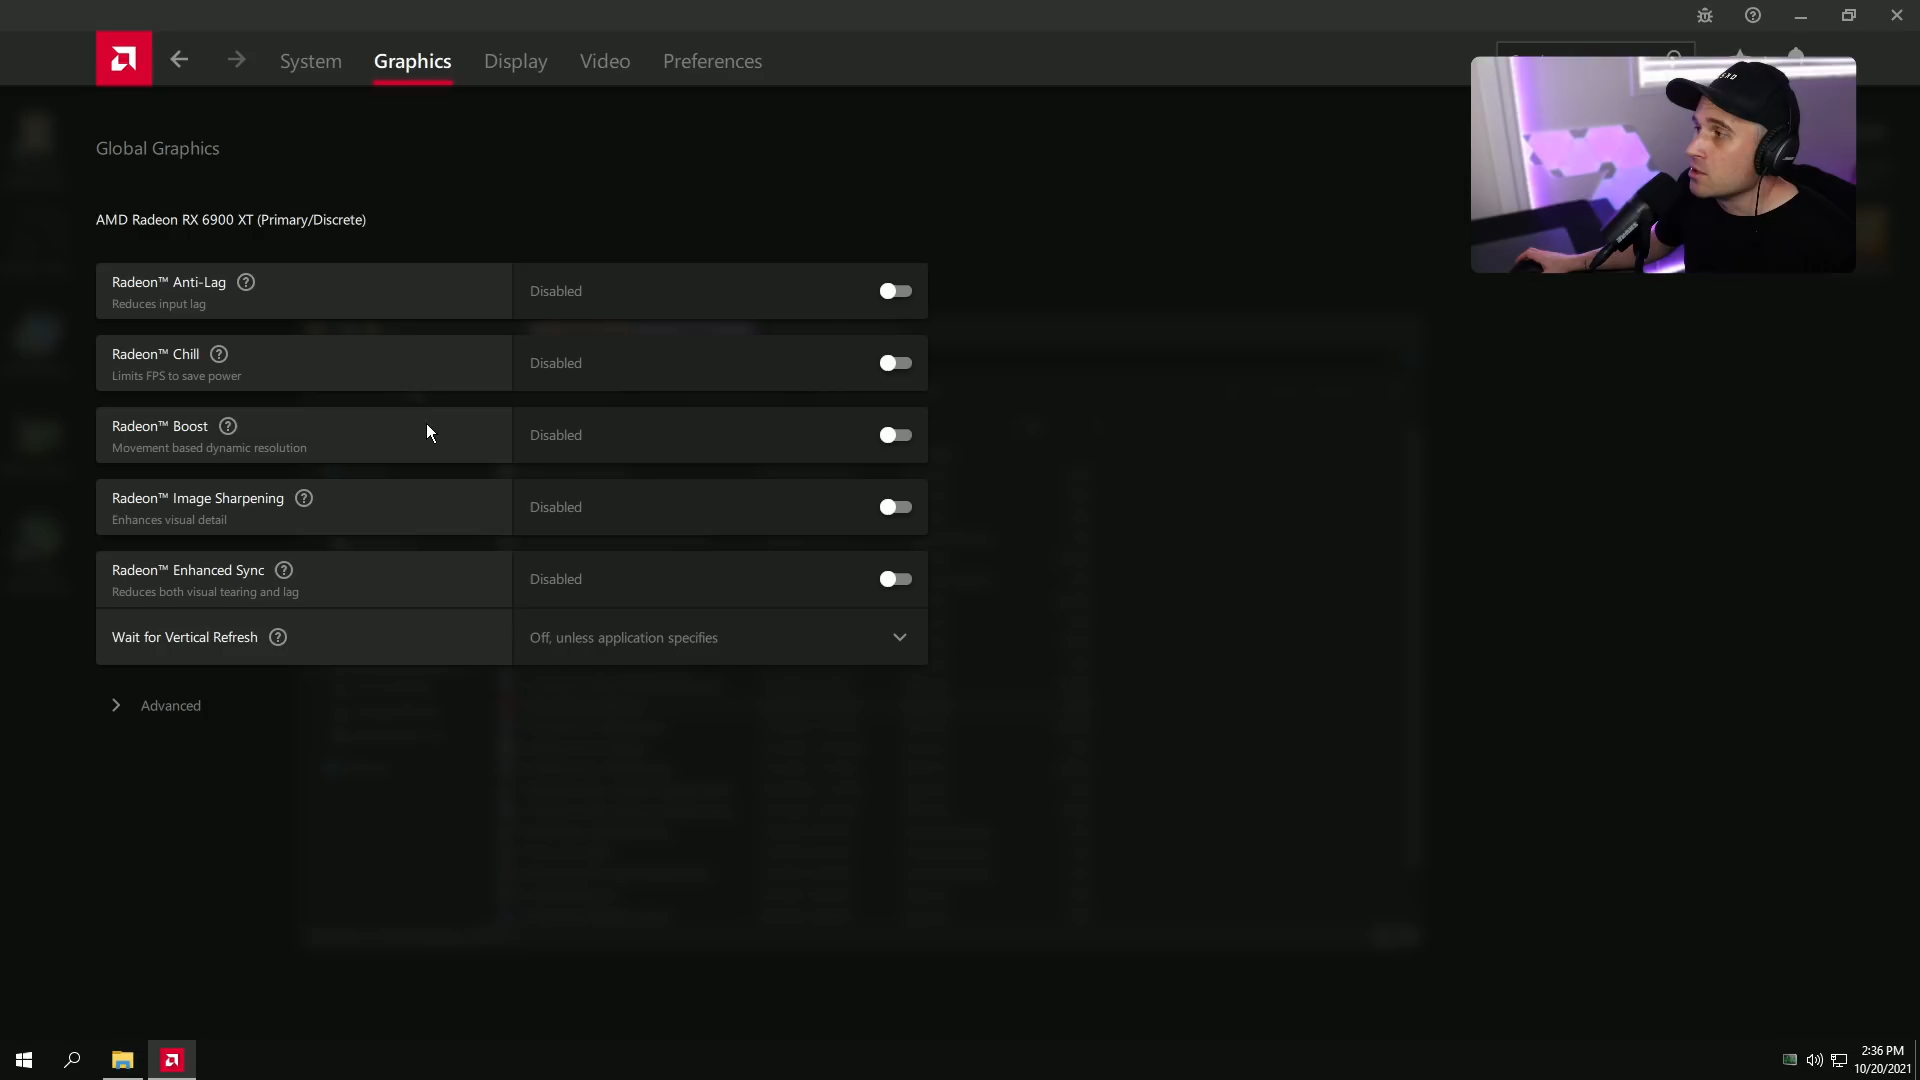 System
Graphics
Display
Video
Preferences
Global Graphics
AMD Radeon RX 6900 XT (Primary/Discrete)
Radeon™ Anti-Lag
Reduces input lag
Disabled
Radeon™ Chill
Limits FPS to save power
Disabled
Radeon™ Boost
Movement based dynamic resolution
Disabled
Radeon™ Image Sharpening
Enhances visual detail
Disabled
Radeon™ Enhanced Sync
Reduces both visual tearing and lag
Disabled
Wait for Vertical Refresh
Off, unless application specifies
Advanced
2:36 PM
10/20/2021